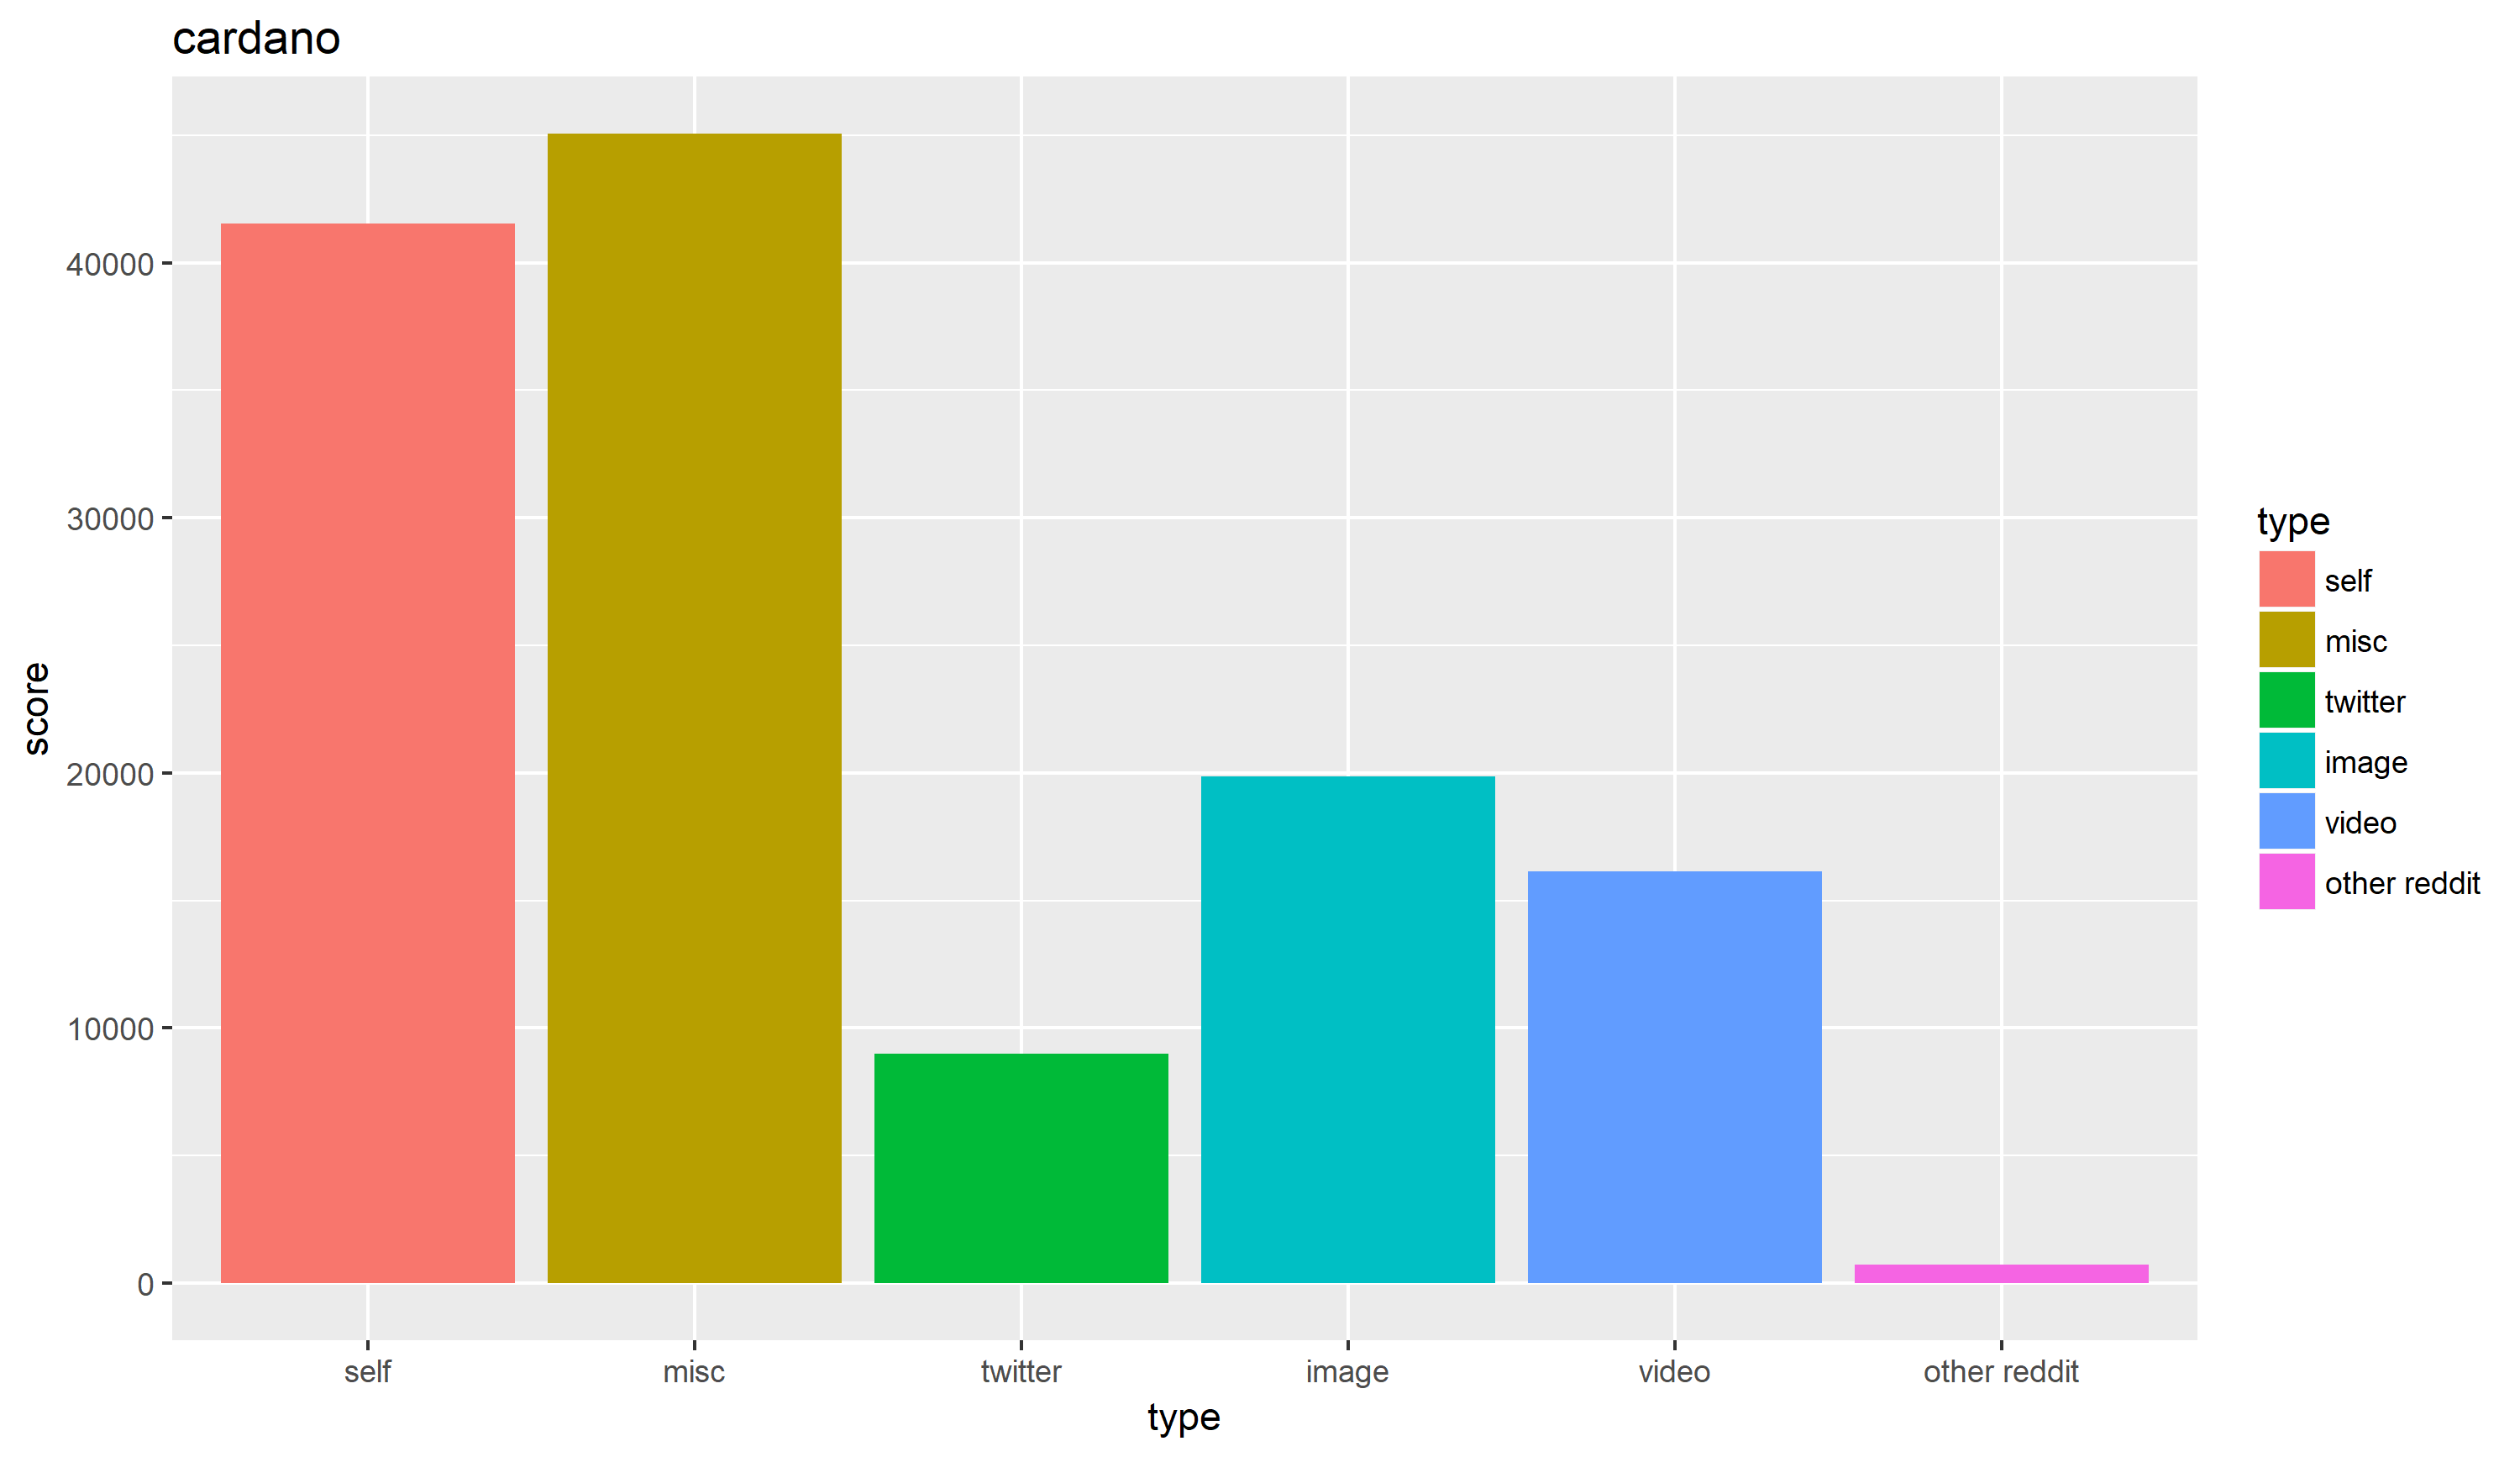 cardano
score
40000
30000
20000
10000
0
self misc twitter image video other reddit
type
type
self
misc
twitter
image
video
other reddit